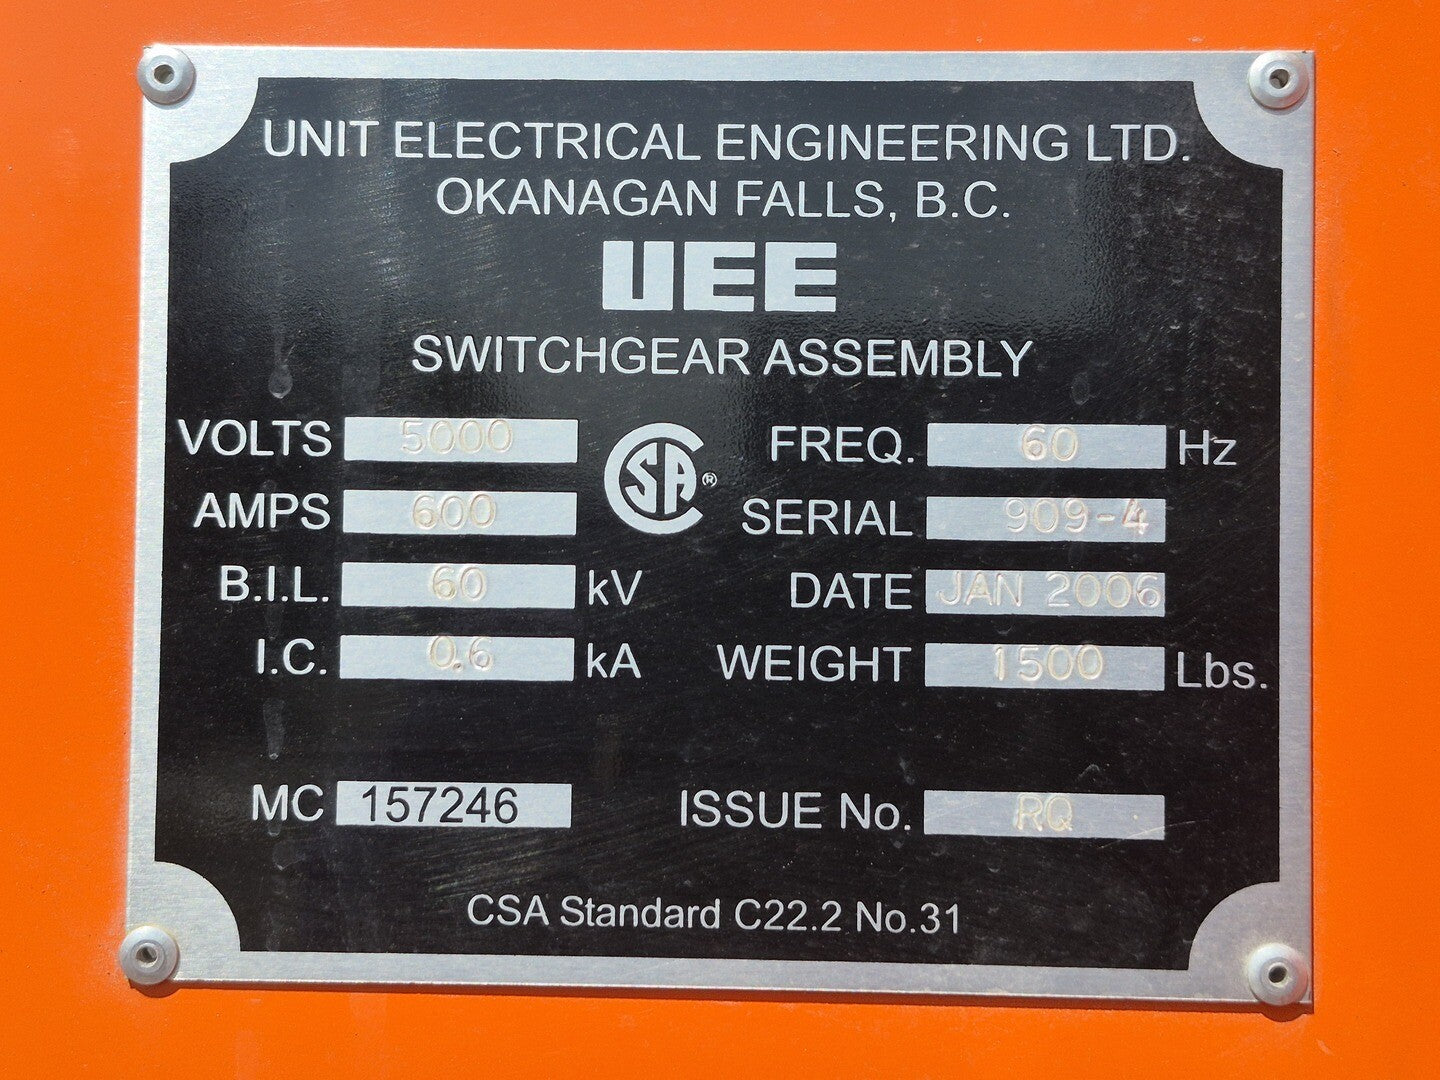 UNIT ELECTRICAL ENGINEERING LTD.
OKANAGAN FALLS, B.C.
UEE
SWITCHGEAR ASSEMBLY
VOLTS 5000
AMPS 600
B.I.L. 60 kV
I.C. 0.6 kA
MC 157246
CSA ®
FREQ. 60 Hz
SERIAL 909-4
DATE JAN 2006
WEIGHT 1500 Lbs.
ISSUE No. RQ
CSA Standard C22.2 No.31